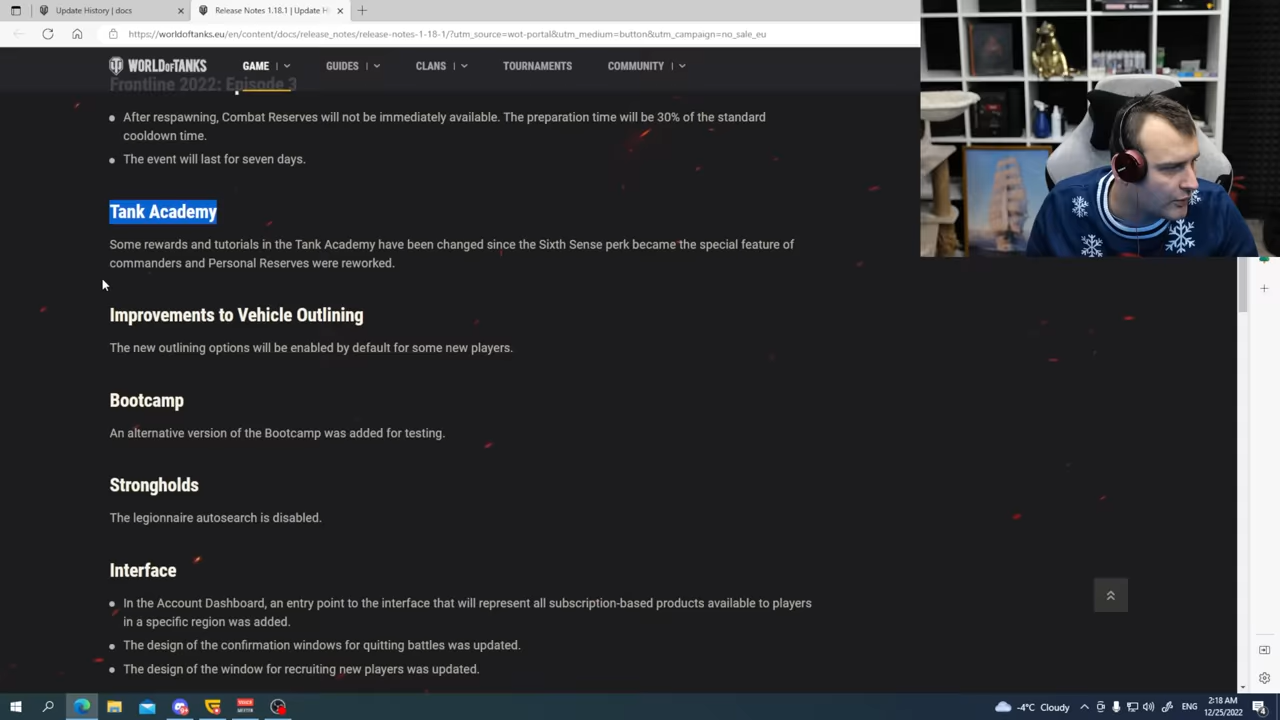 Update History | docs
Release Notes 1.18.1 | Update H
https://worldoftanks.eu/en/content/docs/release_notes/release-notes-1-18-1/?utm_source=wot-portal&utm_medium=button&utm_campaign=no_sale_eu
WORLD OF TANKS GAME GUIDES CLANS TOURNAMENTS COMMUNITY
Frontline 2022: Episode 3
After respawning, Combat Reserves will not be immediately available. The preparation time will be 30% of the standard
cooldown time.
The event will last for seven days.
Tank Academy
Some rewards and tutorials in the Tank Academy have been changed since the Sixth Sense perk became the special feature of
commanders and Personal Reserves were reworked.
Improvements to Vehicle Outlining
The new outlining options will be enabled by default for some new players.
Bootcamp
An alternative version of the Bootcamp was added for testing.
Strongholds
The legionnaire autosearch is disabled.
Interface
In the Account Dashboard, an entry point to the interface that will represent all subscription-based products available to players
in a specific region was added.
The design of the confirmation windows for quitting battles was updated.
The design of the window for recruiting new players was updated.
-4°C Cloudy
ENG
2:18 AM
12/25/2022
4